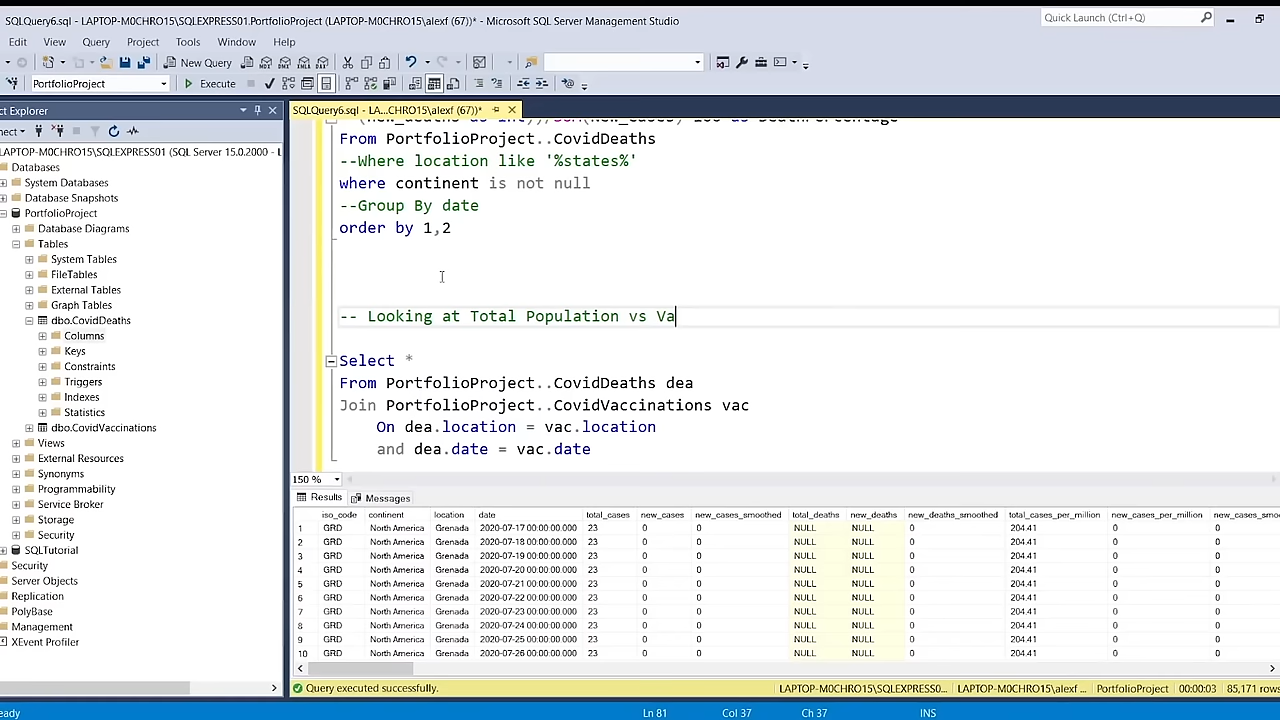 SQLQuery6.sql - LAPTOP-M0CHRO15\SQLEXPRESS01.PortfolioProject (LAPTOP-M0CHRO15\alexf (67))* - Microsoft SQL Server Management Studio
Quick Launch (Ctrl+Q)
Edit View Query Project Tools Window Help
New Query
PortfolioProject
Execute
ct Explorer
SQLQuery6.sql - LA...CHRO15\alexf (67))*
nect
LAPTOP-M0CHRO15\SQLEXPRESS01 (SQL Server 15.0.2000 - L
Databases
System Databases
Database Snapshots
PortfolioProject
Database Diagrams
Tables
System Tables
FileTables
External Tables
Graph Tables
dbo.CovidDeaths
Columns
Keys
Constraints
Triggers
Indexes
Statistics
dbo.CovidVaccinations
Views
External Resources
Synonyms
Programmability
Service Broker
Storage
Security
SQLTutorial
Security
Server Objects
Replication
PolyBase
Management
XEvent Profiler
From PortfolioProject..CovidDeaths
--Where location like '%states%'
where continent is not null
--Group By date
order by 1,2
-- Looking at Total Population vs Va
Select *
From PortfolioProject..CovidDeaths dea
Join PortfolioProject..CovidVaccinations vac
On dea.location = vac.location
and dea.date = vac.date
150 %
Results Messages
iso_code continent location date total_cases new_cases new_cases_smoothed total_deaths new_deaths new_deaths_smoothed total_cases_per_million new_cases_per_million new_cases_smo
1 GRD North America Grenada 2020-07-17 00:00:00.000 23 0 0 NULL NULL 0 204.41 0 0
2 GRD North America Grenada 2020-07-18 00:00:00.000 23 0 0 NULL NULL 0 204.41 0 0
3 GRD North America Grenada 2020-07-19 00:00:00.000 23 0 0 NULL NULL 0 204.41 0 0
4 GRD North America Grenada 2020-07-20 00:00:00.000 23 0 0 NULL NULL 0 204.41 0 0
5 GRD North America Grenada 2020-07-21 00:00:00.000 23 0 0 NULL NULL 0 204.41 0 0
6 GRD North America Grenada 2020-07-22 00:00:00.000 23 0 0 NULL NULL 0 204.41 0 0
7 GRD North America Grenada 2020-07-23 00:00:00.000 23 0 0 NULL NULL 0 204.41 0 0
8 GRD North America Grenada 2020-07-24 00:00:00.000 23 0 0 NULL NULL 0 204.41 0 0
9 GRD North America Grenada 2020-07-25 00:00:00.000 23 0 0 NULL NULL 0 204.41 0 0
10 GRD North America Grenada 2020-07-26 00:00:00.000 23 0 0 NULL NULL 0 204.41 0 0
Query executed successfully.
LAPTOP-M0CHRO15\SQLEXPRESS0... LAPTOP-M0CHRO15\alexf ... PortfolioProject 00:00:03 85,171 rows
eady Ln 81 Col 37 Ch 37 INS